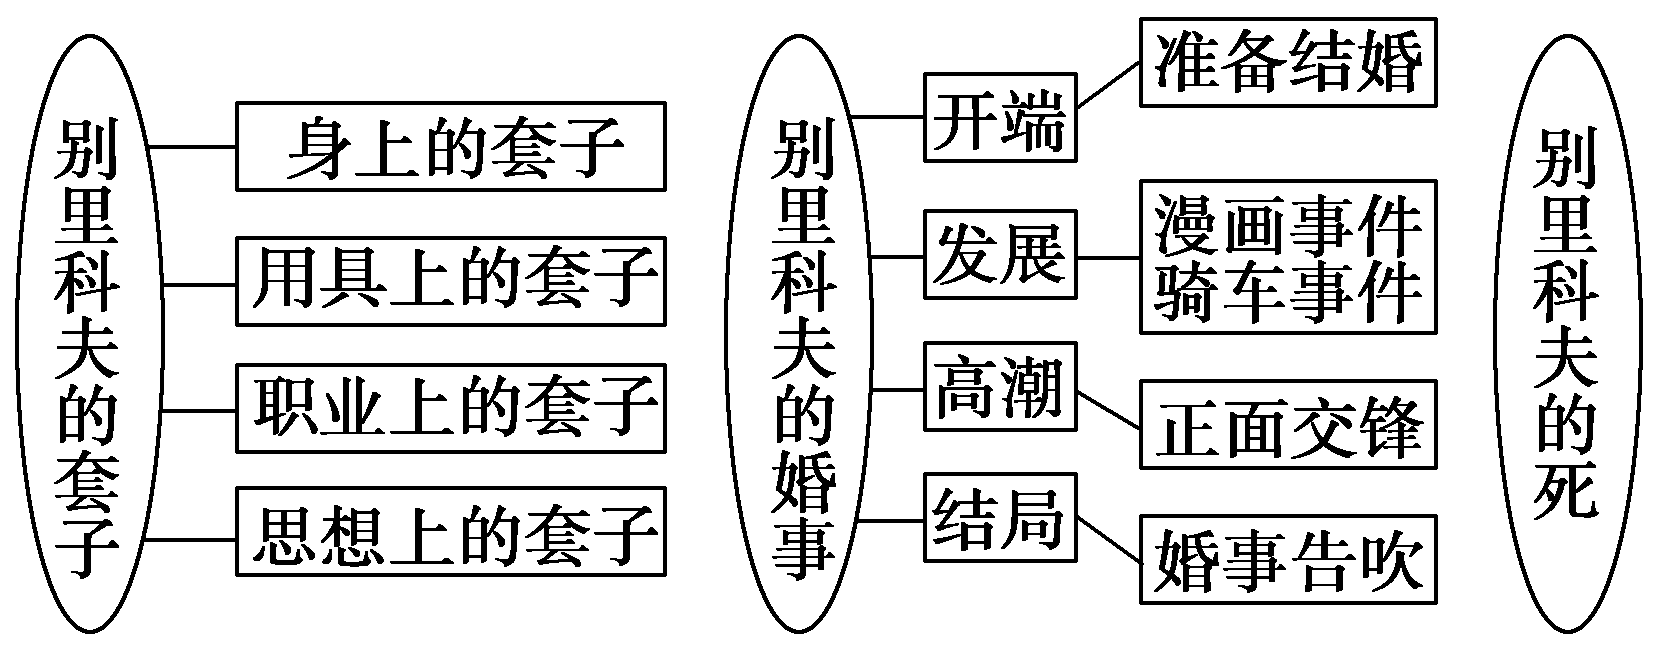 别里科夫的套子
身上的套子
用具上的套子
职业上的套子
思想上的套子
别里科夫的婚事
开端
准备结婚
发展
漫画事件
骑车事件
高潮
正面交锋
结局
婚事告吹
别里科夫的死